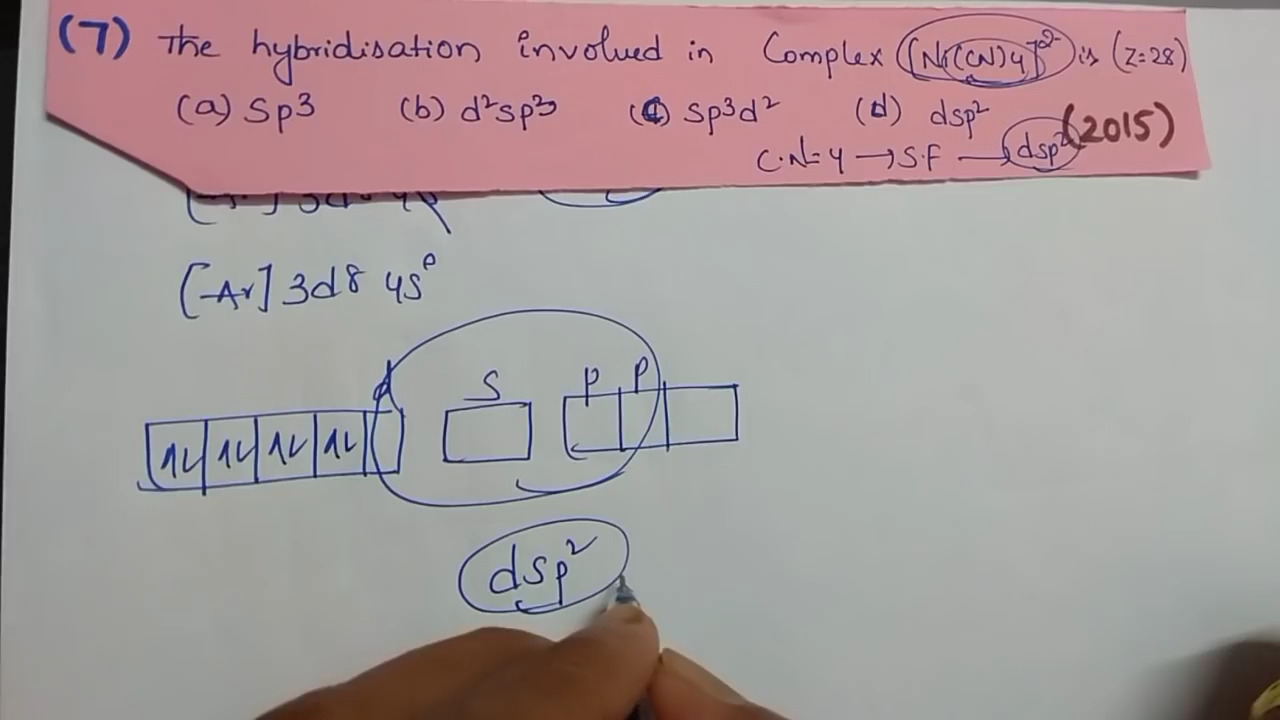 (7) The hybridisation involved in Complex [Ni(CN)4]2- is (Z=28)
(a) Sp3 (b) d2sp3 (c) Sp3d2 (d) dsp2 (2015)
C.N=4 → S.F → dsp2
[Ar] 3d8 4s0
d S P P
1L 1L 1L 1L
dsp2